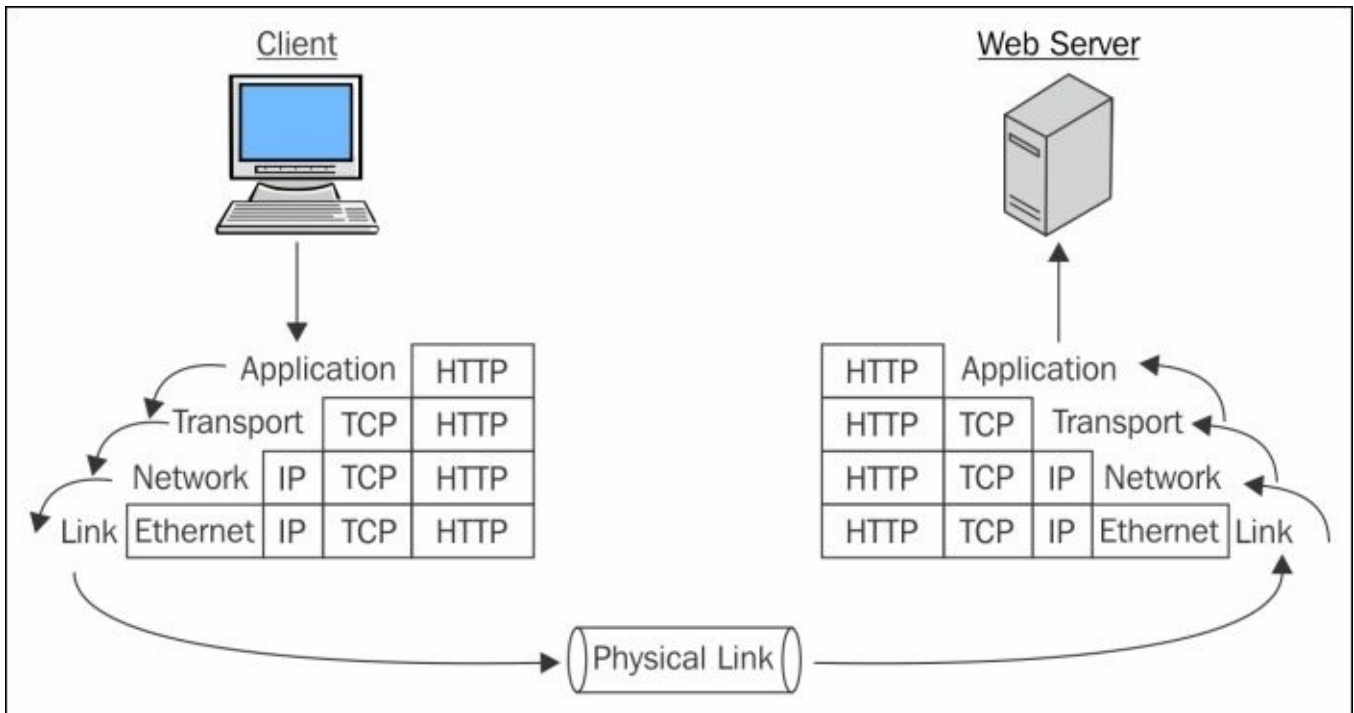 Client
Web Server
Application HTTP
HTTP Application
Transport TCP HTTP
HTTP TCP Transport
Network IP TCP HTTP
HTTP TCP IP Network
Link Ethernet IP TCP HTTP
HTTP TCP IP Ethernet Link
Physical Link